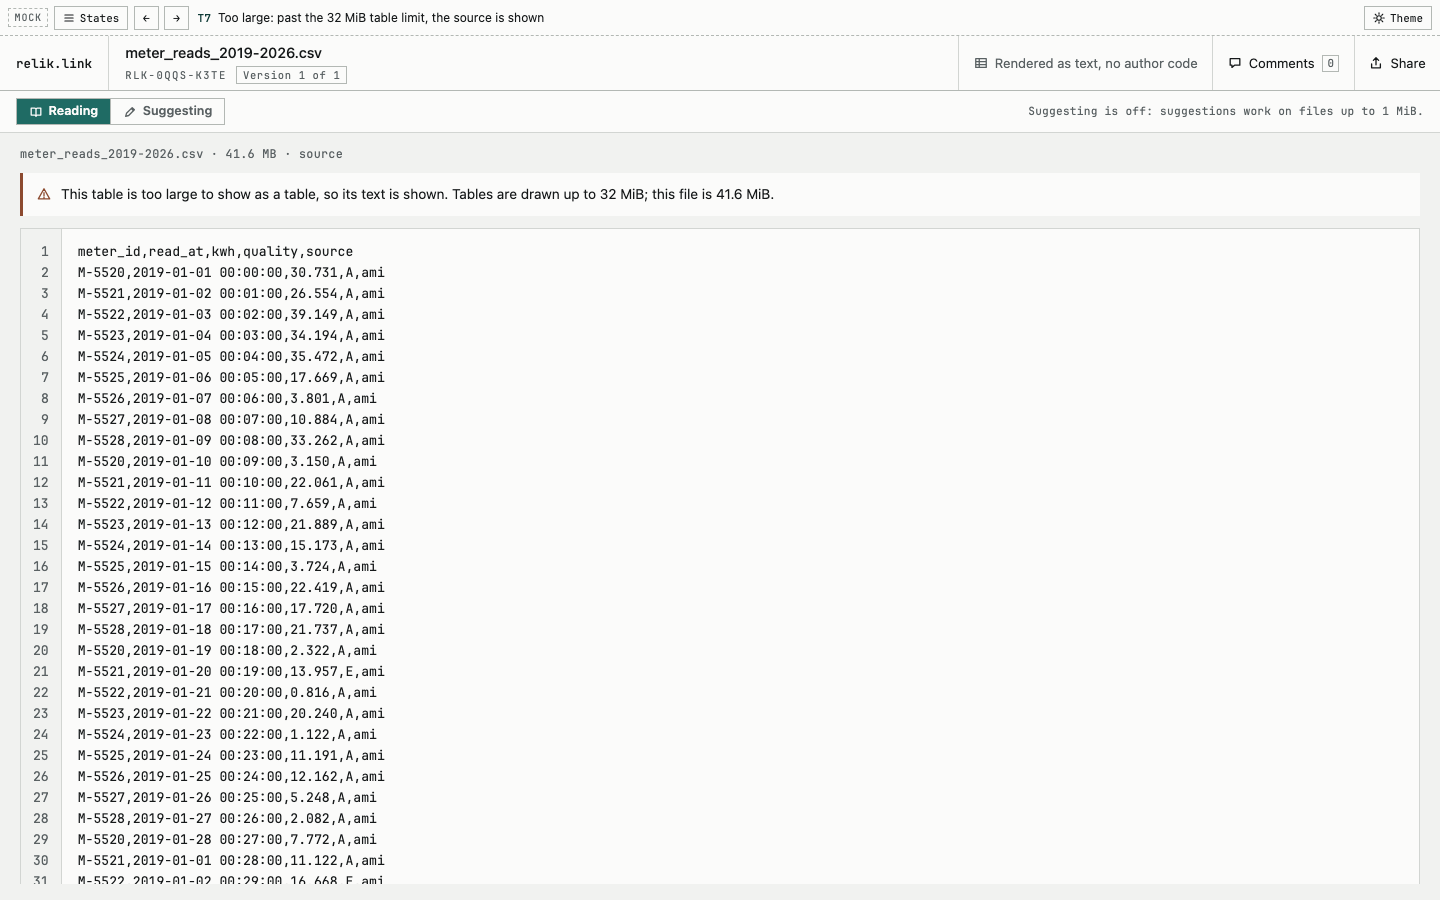 MOCK
States
←
→
T7 Too large: past the 32 MiB table limit, the source is shown
Theme
relik.link
meter_reads_2019-2026.csv
RLK-0QQS-K3TE
Version 1 of 1
Rendered as text, no author code
Comments 0
Share
Reading
Suggesting
Suggesting is off: suggestions work on files up to 1 MiB.
meter_reads_2019-2026.csv · 41.6 MB · source
This table is too large to show as a table, so its text is shown. Tables are drawn up to 32 MiB; this file is 41.6 MiB.
1 meter_id,read_at,kwh,quality,source
2 M-5520,2019-01-01 00:00:00,30.731,A,ami
3 M-5521,2019-01-02 00:01:00,26.554,A,ami
4 M-5522,2019-01-03 00:02:00,39.149,A,ami
5 M-5523,2019-01-04 00:03:00,34.194,A,ami
6 M-5524,2019-01-05 00:04:00,35.472,A,ami
7 M-5525,2019-01-06 00:05:00,17.669,A,ami
8 M-5526,2019-01-07 00:06:00,3.801,A,ami
9 M-5527,2019-01-08 00:07:00,10.884,A,ami
10 M-5528,2019-01-09 00:08:00,33.262,A,ami
11 M-5520,2019-01-10 00:09:00,3.150,A,ami
12 M-5521,2019-01-11 00:10:00,22.061,A,ami
13 M-5522,2019-01-12 00:11:00,7.659,A,ami
14 M-5523,2019-01-13 00:12:00,21.889,A,ami
15 M-5524,2019-01-14 00:13:00,15.173,A,ami
16 M-5525,2019-01-15 00:14:00,3.724,A,ami
17 M-5526,2019-01-16 00:15:00,22.419,A,ami
18 M-5527,2019-01-17 00:16:00,17.720,A,ami
19 M-5528,2019-01-18 00:17:00,21.737,A,ami
20 M-5520,2019-01-19 00:18:00,2.322,A,ami
21 M-5521,2019-01-20 00:19:00,13.957,E,ami
22 M-5522,2019-01-21 00:20:00,0.816,A,ami
23 M-5523,2019-01-22 00:21:00,20.240,A,ami
24 M-5524,2019-01-23 00:22:00,1.122,A,ami
25 M-5525,2019-01-24 00:23:00,11.191,A,ami
26 M-5526,2019-01-25 00:24:00,12.162,A,ami
27 M-5527,2019-01-26 00:25:00,5.248,A,ami
28 M-5528,2019-01-27 00:26:00,2.082,A,ami
29 M-5520,2019-01-28 00:27:00,7.772,A,ami
30 M-5521,2019-01-01 00:28:00,11.122,A,ami
31 M-5522,2019-01-02 00:29:00,16.668,E,ami